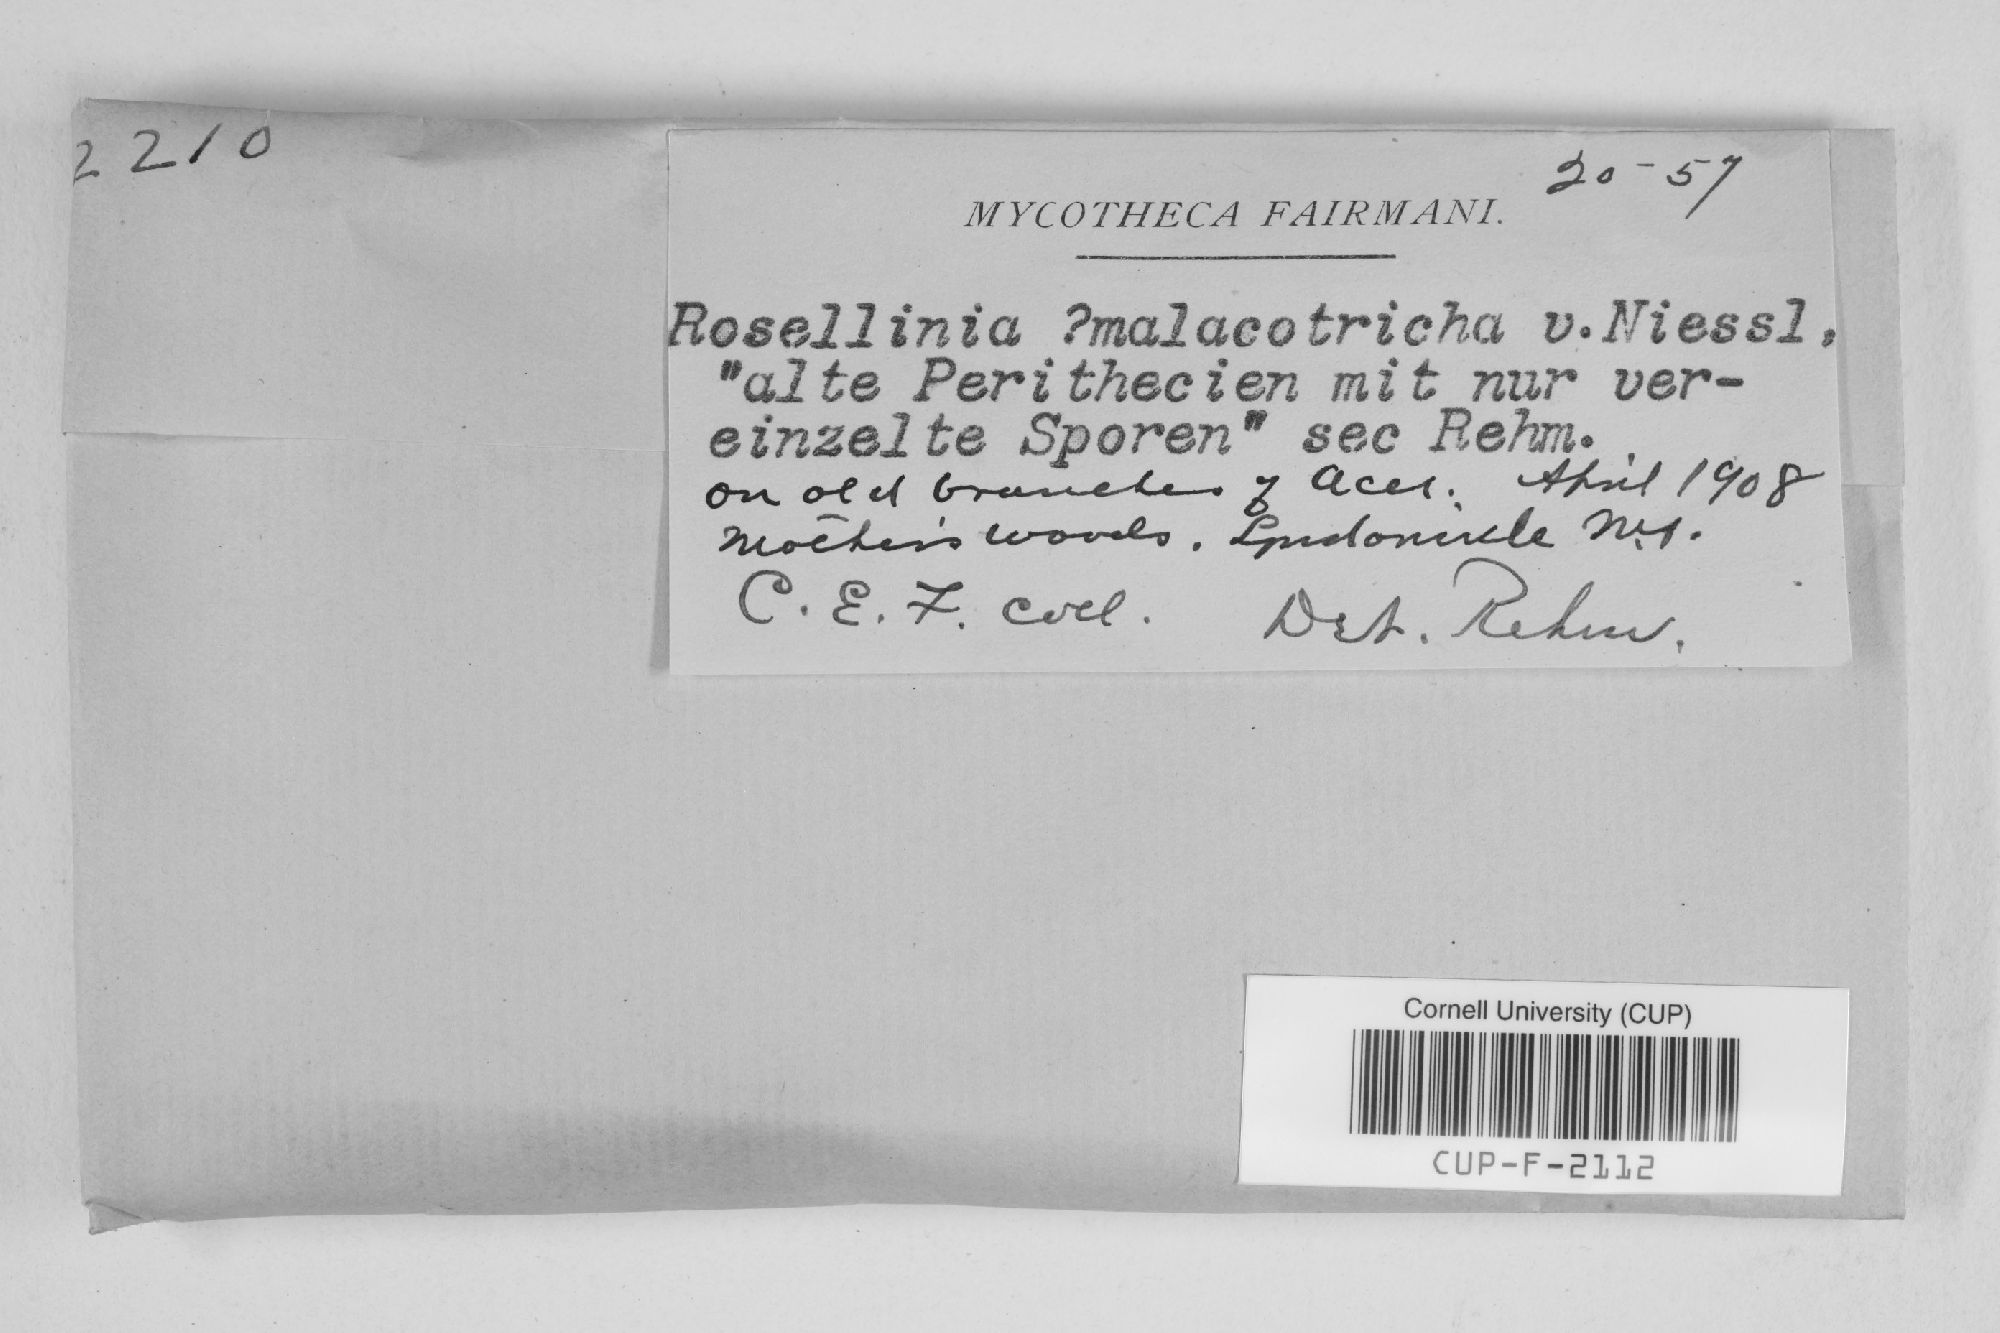 2210
20-57
MYCOTHECA FAIRMANI.
Rosellinia ?malacotricha v.Niessl,
"alte Perithecien mit nur ver-
einzelte Sporen" sec Rehm.
on old branches of Acer. April 1908
Mother's woods. Lyndonville N.Y.
C. E. F. coll. Det. Rehm.
Cornell University (CUP)
CUP-F-2112